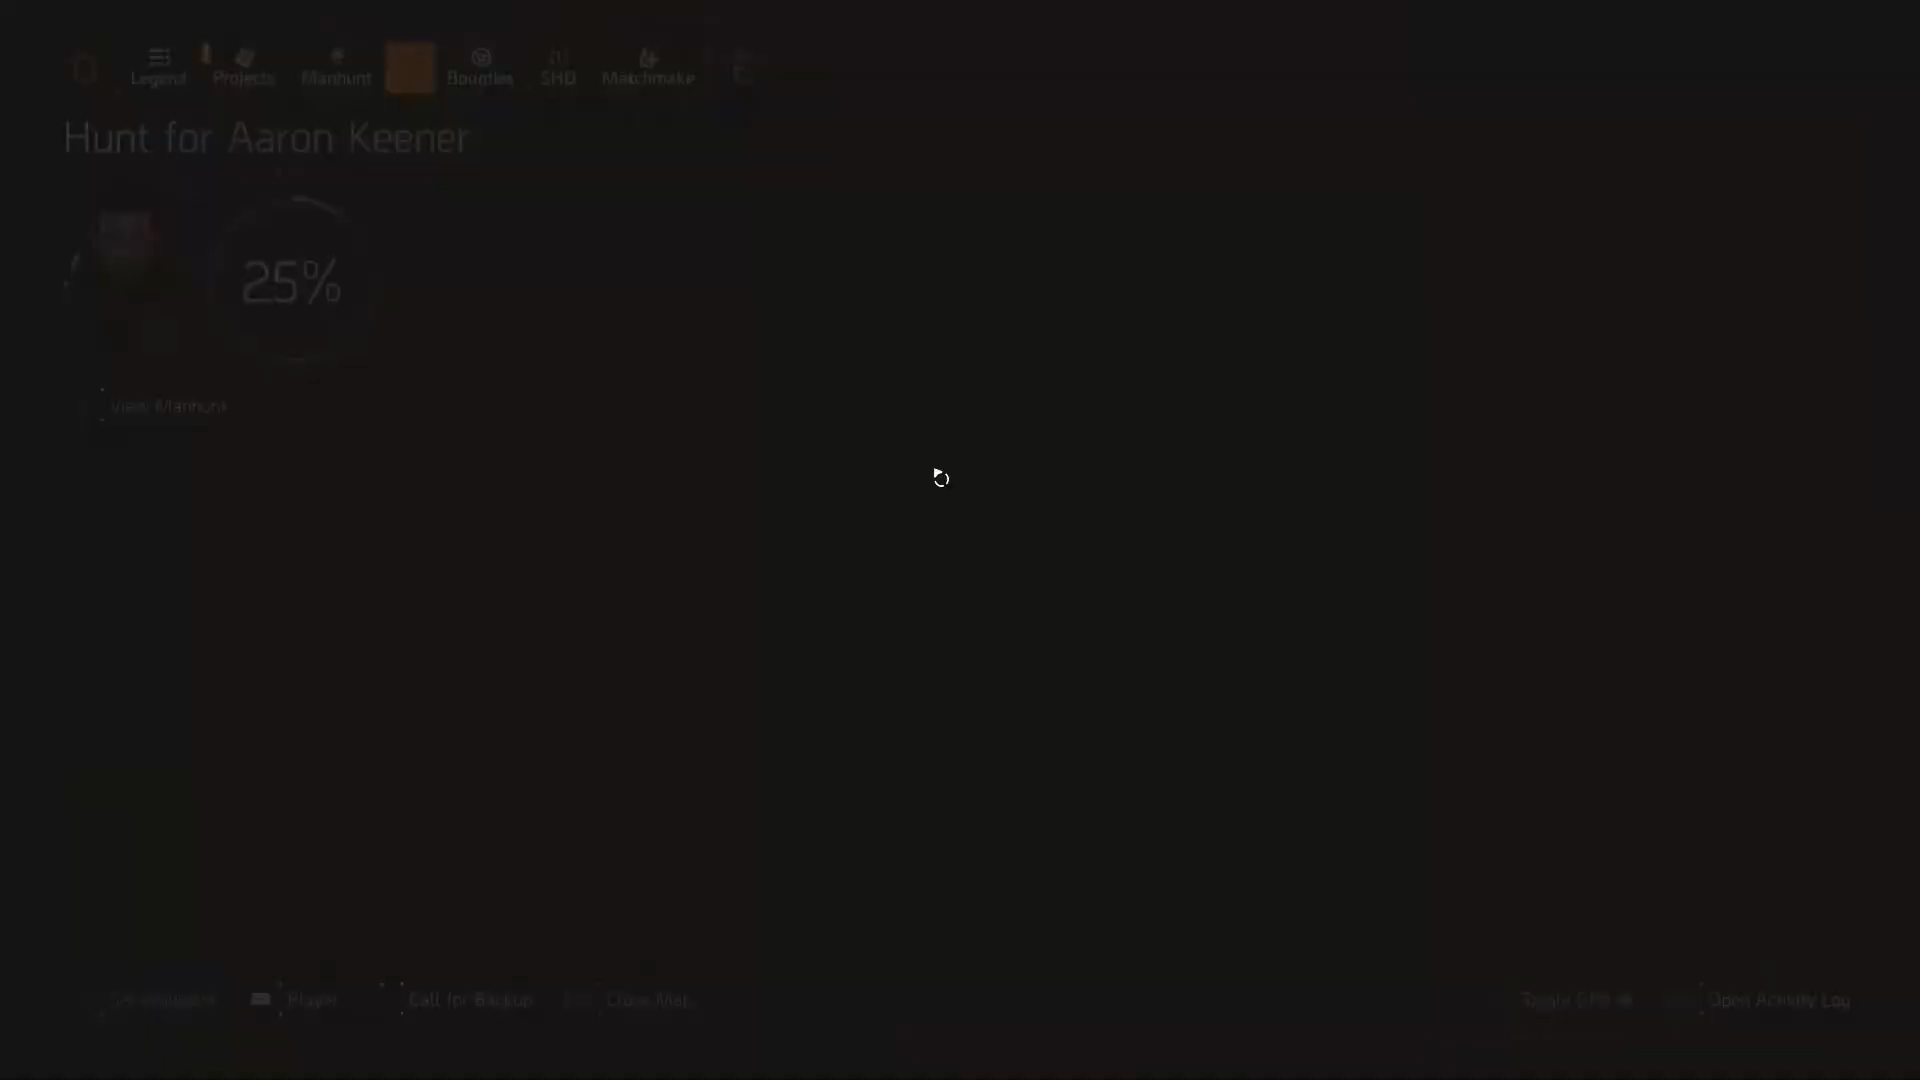 Legend Projects Manhunt Bounties SHD Matchmake
Hunt for Aaron Keener
25%
View Manhunt
Player Call for Backup Close Map Open Activity Log